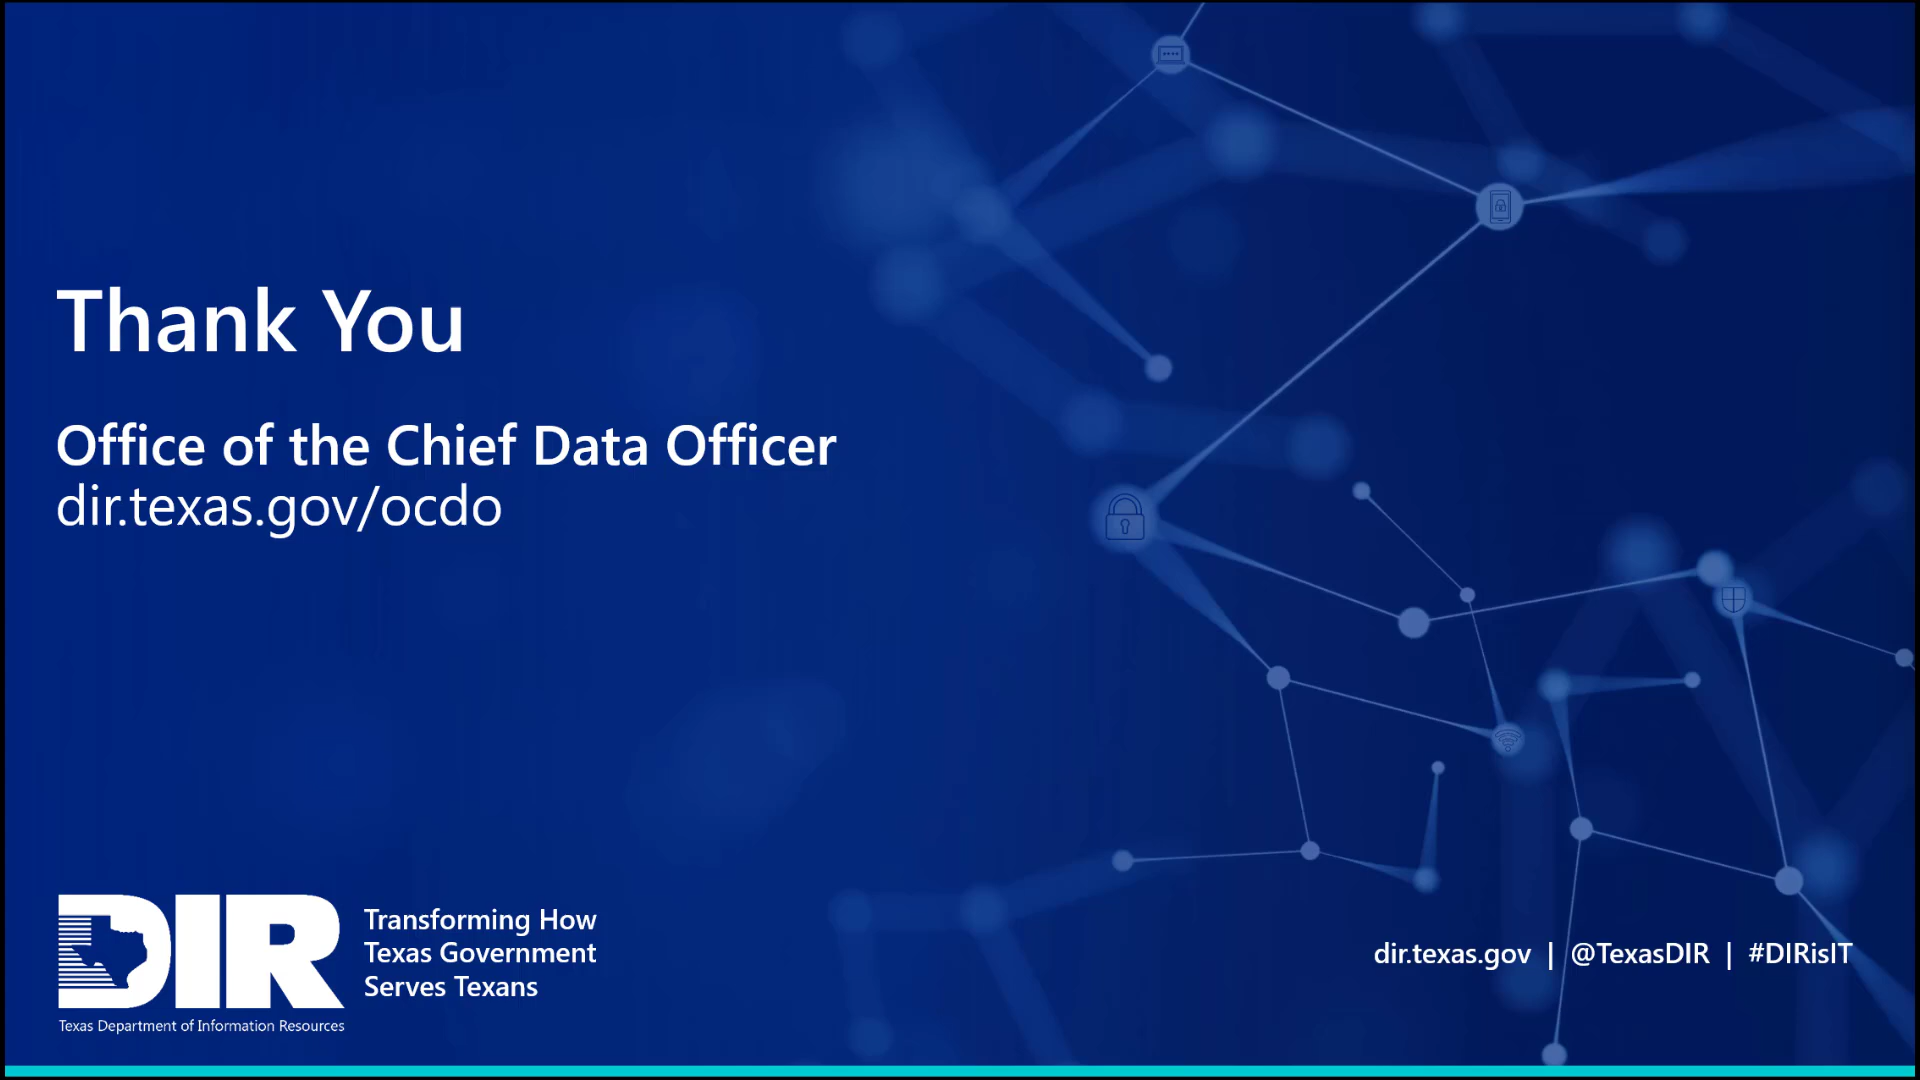 Thank You
Office of the Chief Data Officer
dir.texas.gov/ocdo
DIR
Texas Department of Information Resources
Transforming How
Texas Government
Serves Texans
dir.texas.gov | @TexasDIR | #DIRisIT